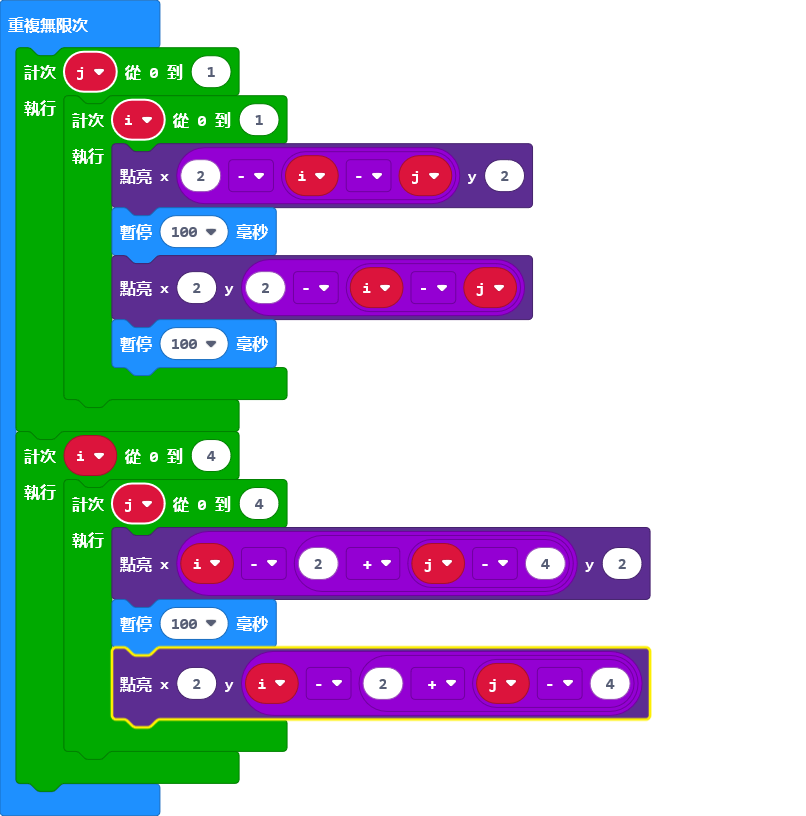 重複無限次
計次 j 從 0 到 1
執行
計次 i 從 0 到 1
執行
點亮 x 2 - i - j y 2
暫停 100 毫秒
點亮 x 2 y 2 - i - j
暫停 100 毫秒
計次 i 從 0 到 4
執行
計次 j 從 0 到 4
執行
點亮 x i - 2 + j - 4 y 2
暫停 100 毫秒
點亮 x 2 y i - 2 + j - 4